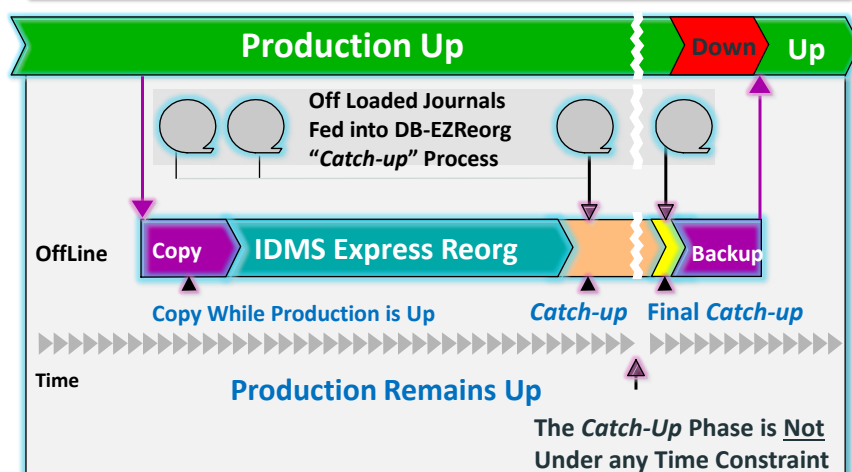 Production Up
Down
Up
Off Loaded Journals
Fed into DB-EZReorg
“Catch-up” Process
OffLine
Copy
IDMS Express Reorg
Backup
Copy While Production is Up
Catch-up
Final Catch-up
Time
Production Remains Up
The Catch-Up Phase is Not
Under any Time Constraint